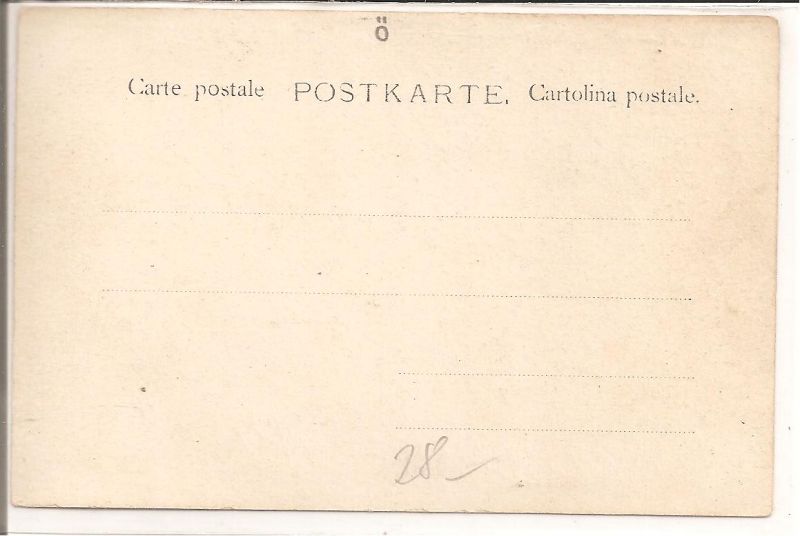 Ö
Carte postale POSTKARTE. Cartolina postale.
28-